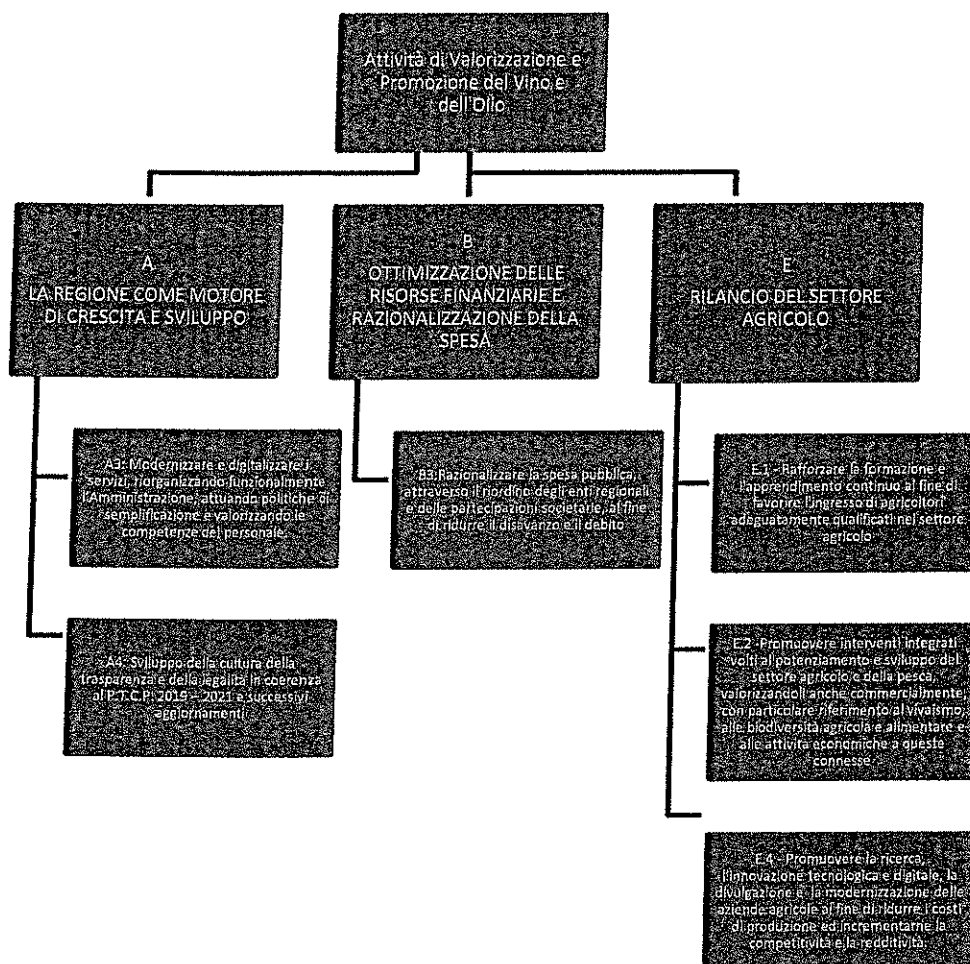 Attività di Valorizzazione e
Promozione del Vino e
dell'Olio
A
LA REGIONE COME MOTORE
DI CRESCITA E SVILUPPO
A3: Modernizzare e digitalizzare i
servizi, riorganizzando funzionalmente
l'Amministrazione, attuando politiche di
semplificazione e valorizzando le
competenze del personale.
A4: Sviluppo della cultura della
trasparenza e della legalità in coerenza
al P.T.C.P. 2019 – 2021 e successivi
aggiornamenti
B
OTTIMIZZAZIONE DELLE
RISORSE FINANZIARIE E
RAZIONALIZZAZIONE DELLA
SPESA
B3:Razionalizzare la spesa pubblica,
attraverso il riordino degli enti regionali
e delle partecipazioni societarie, al fine
di ridurre il disavanzo e il debito
E
RILANCIO DEL SETTORE
AGRICOLO
E.1 - Rafforzare la formazione e
l'apprendimento continuo al fine di
favorire l'ingresso di agricoltori
adeguatamente qualificati nel settore
agricolo
E.2 -Promuovere interventi integrati
volti al potenziamento e sviluppo del
settore agricolo e della pesca,
valorizzandoli anche commercialmente,
con particolare riferimento al vivaismo,
alle biodiversità agricola e alimentare e
alle attività economiche a queste
connesse
E.4 - Promuovere la ricerca,
l'innovazione tecnologica e digitale, la
divulgazione e la modernizzazione delle
aziende agricole al fine di ridurre i costi
di produzione ed incrementarne la
competitività e la redditività.